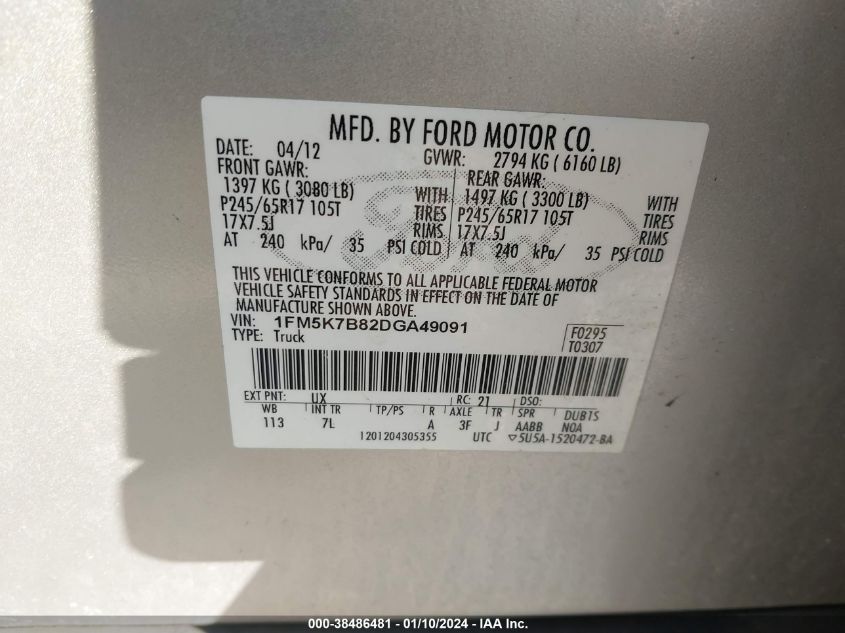 MFD. BY FORD MOTOR CO.
DATE: 04/12 GVWR: 2794 KG ( 6160 LB)
FRONT GAWR: REAR GAWR:
1397 KG ( 3080 LB) WITH 1497 KG ( 3300 LB) WITH
P245/65R17 105T TIRES P245/65R17 105T TIRES
17X7.5J RIMS 17X7.5J RIMS
AT 240 kPa/ 35 PSI COLD AT 240 kPa/ 35 PSI COLD
THIS VEHICLE CONFORMS TO ALL APPLICABLE FEDERAL MOTOR
VEHICLE SAFETY STANDARDS IN EFFECT ON THE DATE OF
MANUFACTURE SHOWN ABOVE.
VIN: 1FM5K7B82DGA49091 F0295
TYPE: Truck T0307
EXT PNT: UX RC: 21 DSO:
WB INT TR TP/PS R AXLE TR SPR DUBTS
113 7L A 3F J AABB NOA
1201204305355 UTC ▽5U5A-1520472-BA
000-38486481 - 01/10/2024 - IAA Inc.